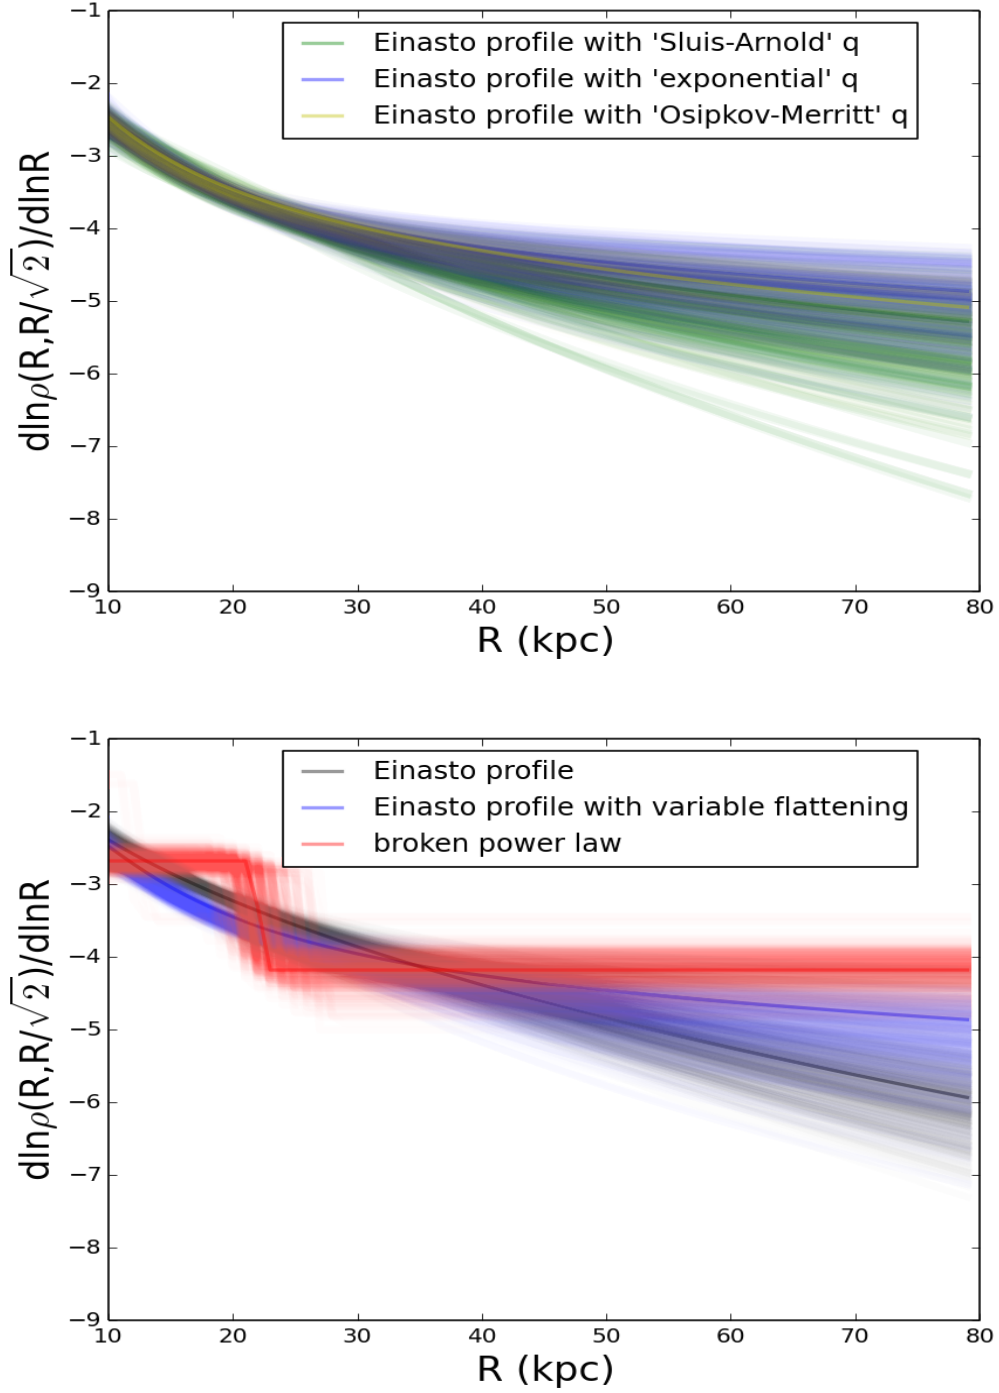 −1
−2
−3
−4
−5
−6
−7
−8
−9
dlnρ(R,R/√2)/dlnR
Einasto profile with 'Sluis-Arnold' q
Einasto profile with 'exponential' q
Einasto profile with 'Osipkov-Merritt' q
10 20 30 40 50 60 70 80
R (kpc)
−1
−2
−3
−4
−5
−6
−7
−8
−9
dlnρ(R,R/√2)/dlnR
Einasto profile
Einasto profile with variable flattening
broken power law
10 20 30 40 50 60 70 80
R (kpc)